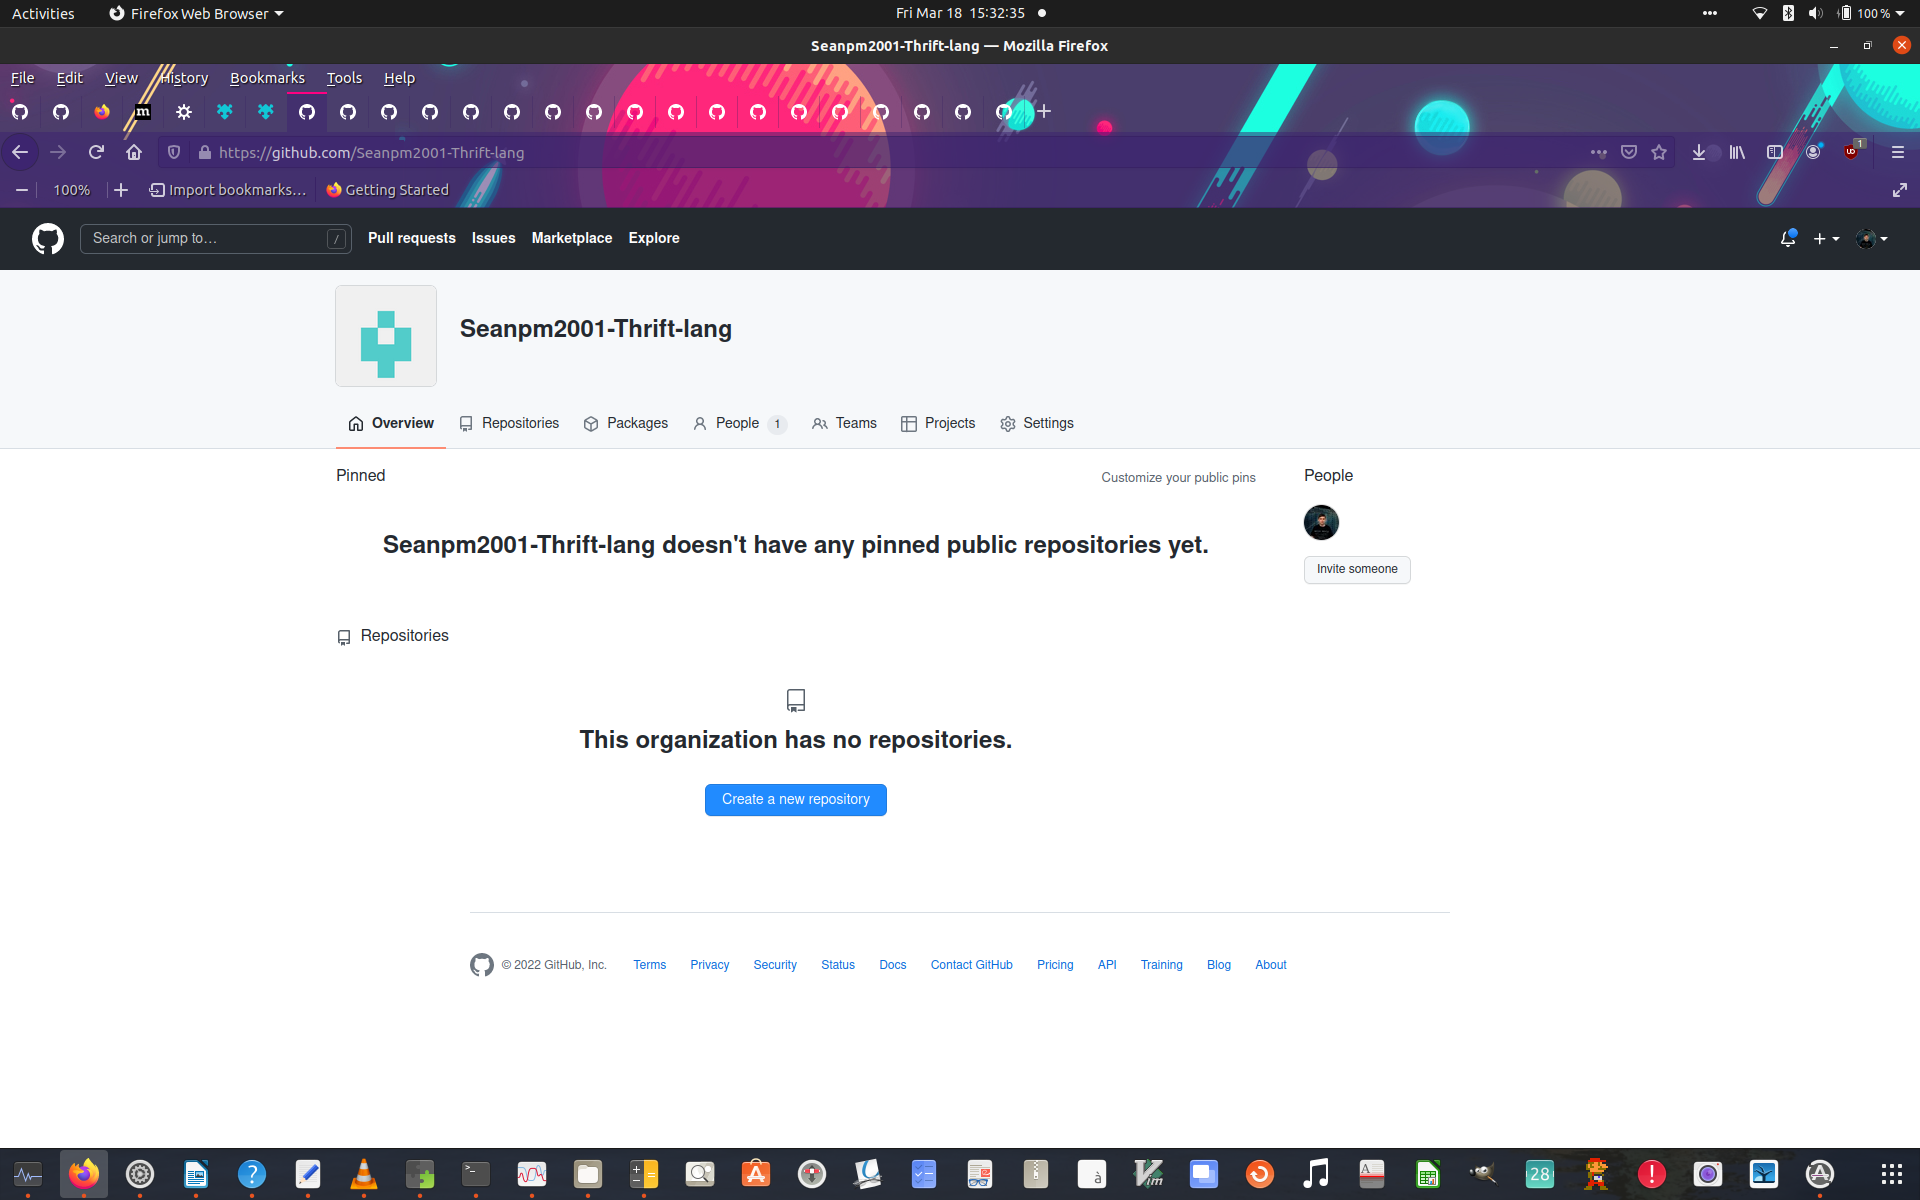 Activities
Firefox Web Browser
Fri Mar 18 15:32:35
100 %
Seanpm2001-Thrift-lang — Mozilla Firefox
File Edit View History Bookmarks Tools Help
m
https://github.com/Seanpm2001-Thrift-lang
1
100%
Import bookmarks…
Getting Started
Search or jump to…
/
Pull requests
Issues
Marketplace
Explore
Seanpm2001-Thrift-lang
Overview
Repositories
Packages
People 1
Teams
Projects
Settings
Pinned
Customize your public pins
People
Seanpm2001-Thrift-lang doesn't have any pinned public repositories yet.
Invite someone
Repositories
This organization has no repositories.
Create a new repository
© 2022 GitHub, Inc.
Terms
Privacy
Security
Status
Docs
Contact GitHub
Pricing
API
Training
Blog
About
?
>_
à
Vim
A
28